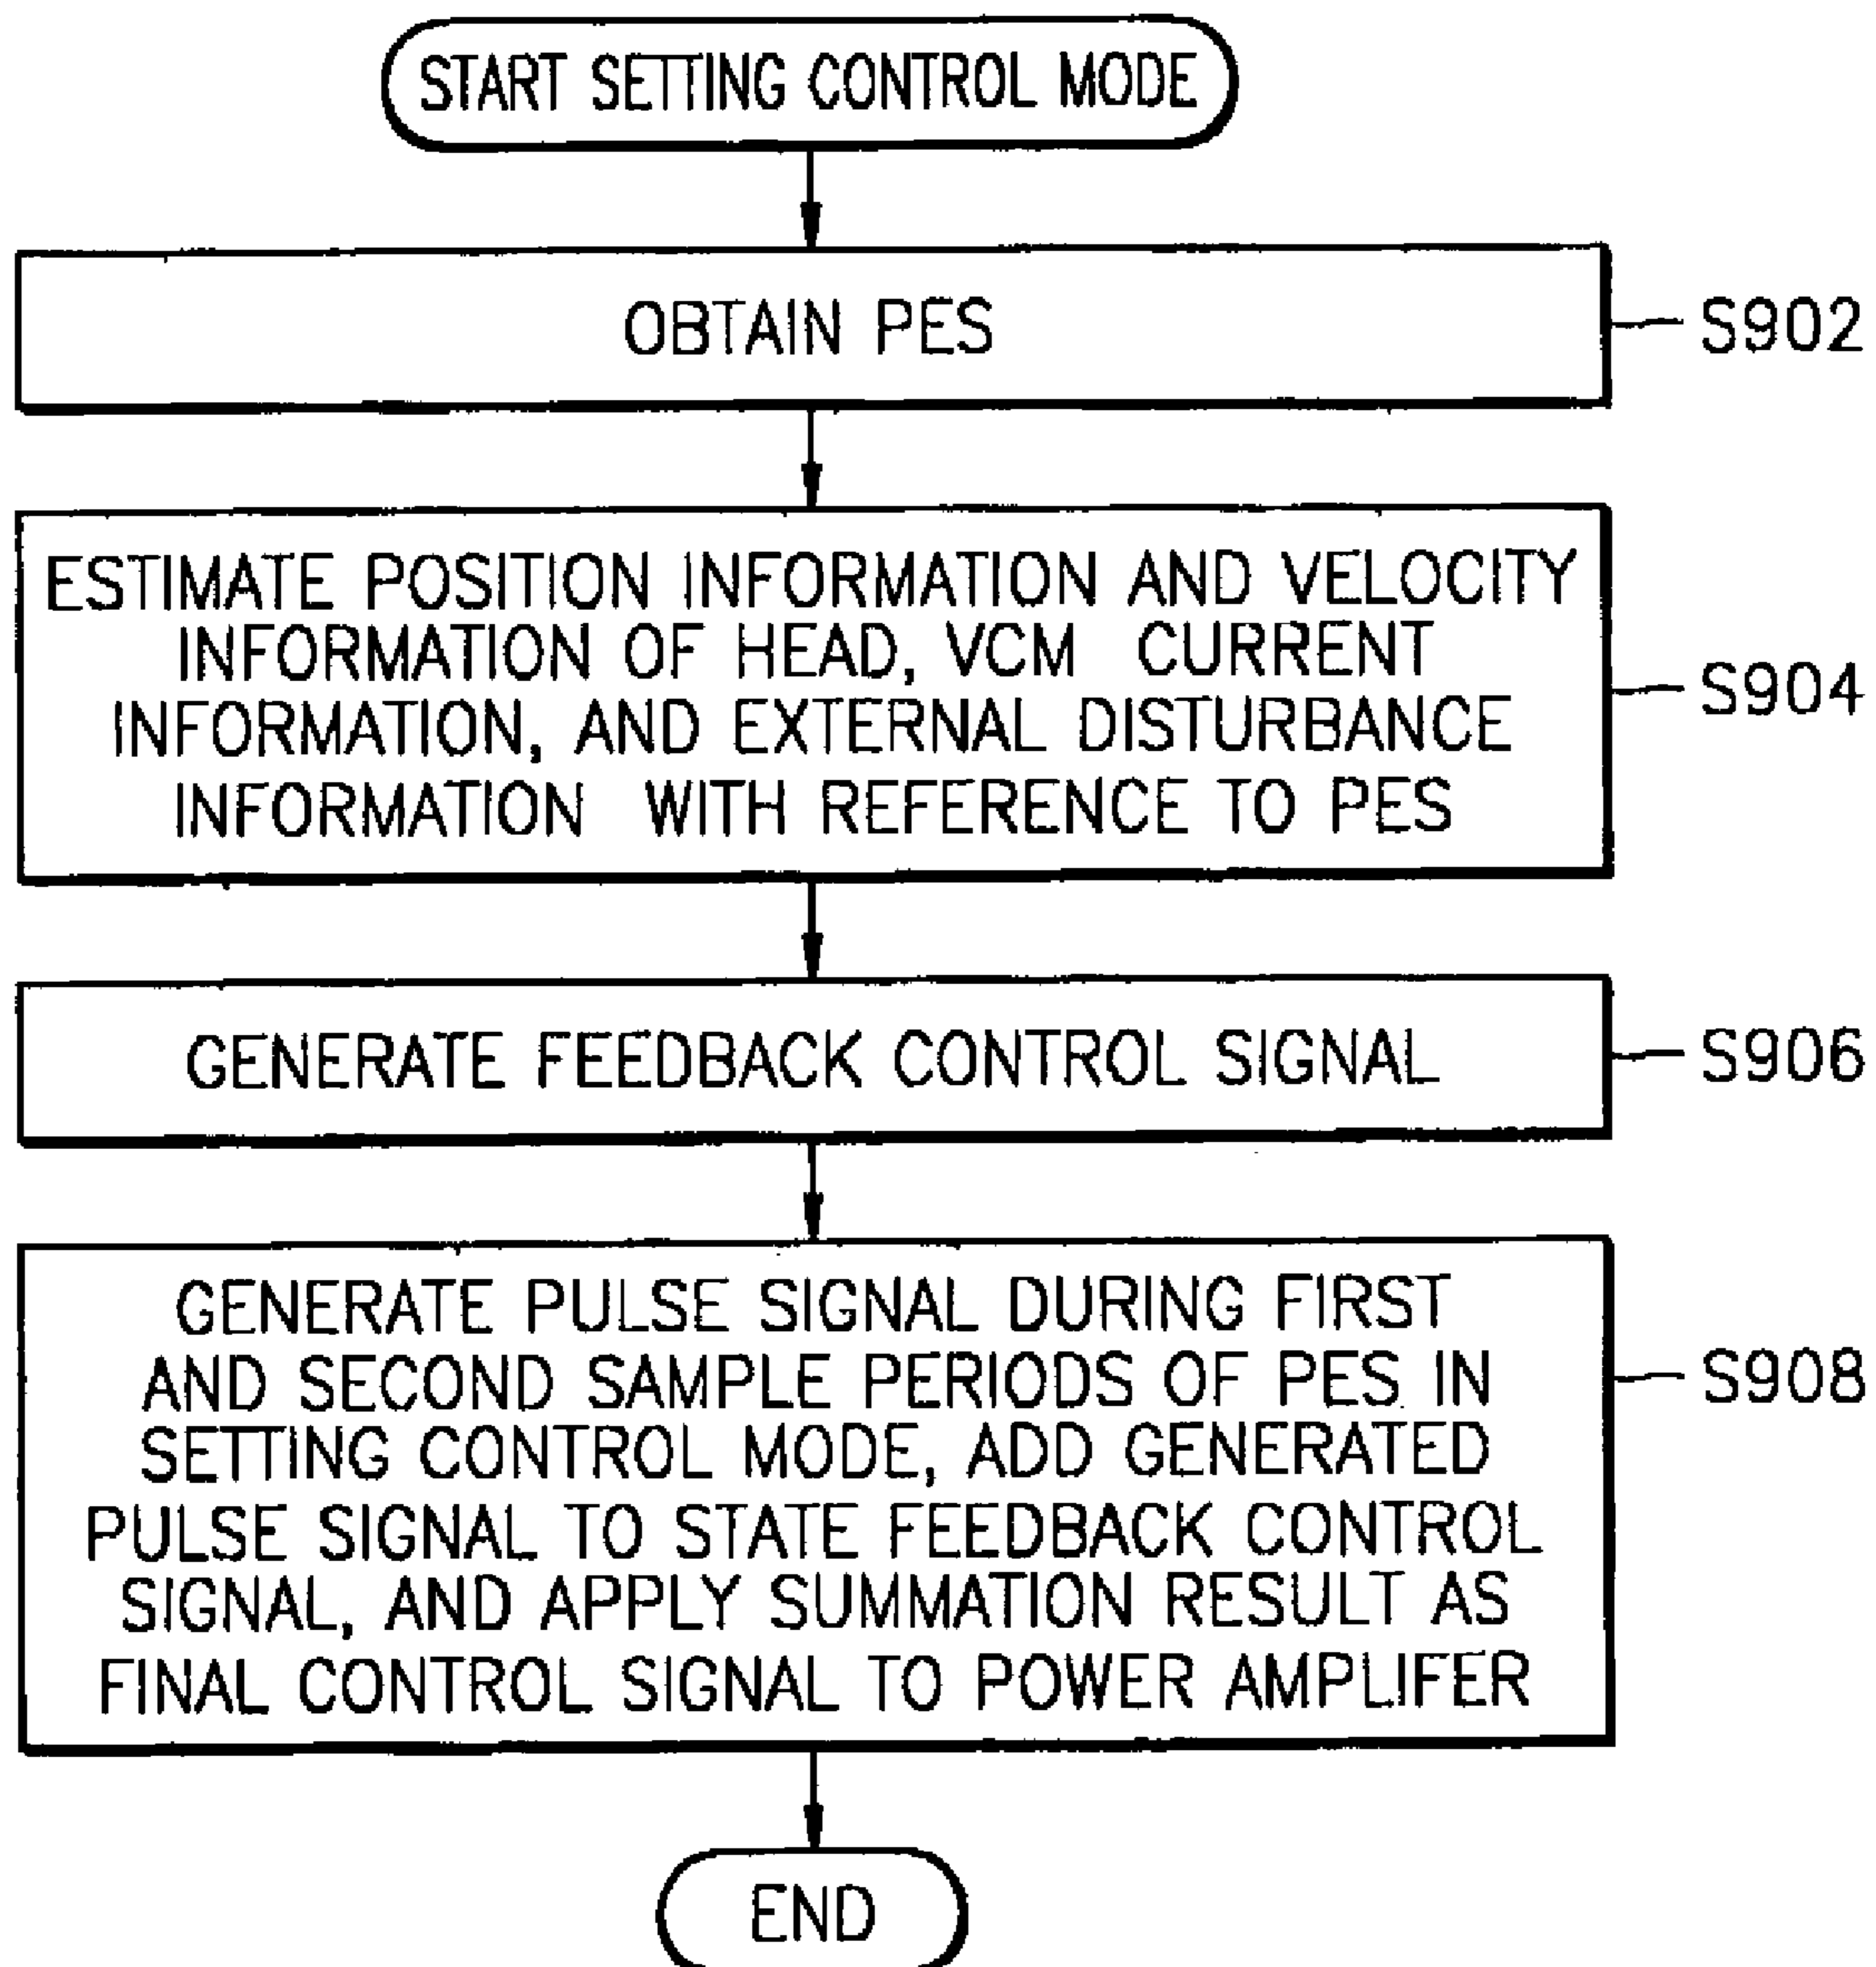 START SETTING CONTROL MODE
OBTAIN PES
S902
ESTIMATE POSITION INFORMATION AND VELOCITY
INFORMATION OF HEAD, VCM CURRENT
INFORMATION, AND EXTERNAL DISTURBANCE
INFORMATION WITH REFERENCE TO PES
S904
GENERATE FEEDBACK CONTROL SIGNAL
S906
GENERATE PULSE SIGNAL DURING FIRST
AND SECOND SAMPLE PERIODS OF PES IN
SETTING CONTROL MODE, ADD GENERATED
PULSE SIGNAL TO STATE FEEDBACK CONTROL
SIGNAL, AND APPLY SUMMATION RESULT AS
FINAL CONTROL SIGNAL TO POWER AMPLIFER
S908
END